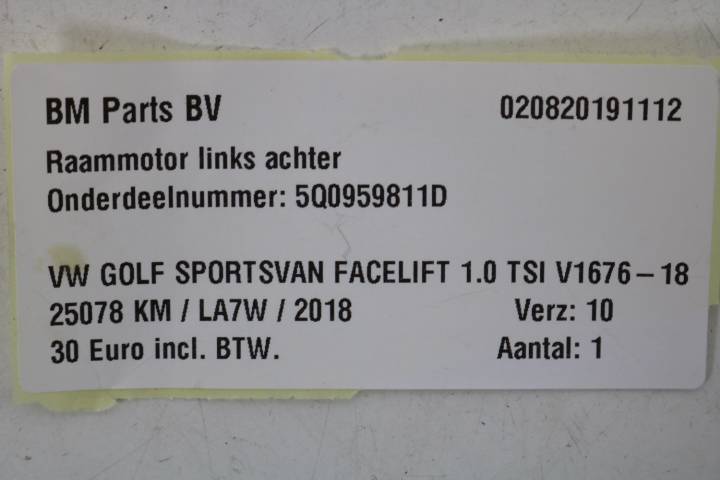 BM Parts BV 020820191112
Raammotor links achter
Onderdeelnummer: 5Q0959811D
VW GOLF SPORTSVAN FACELIFT 1.0 TSI V1676-18
25078 KM / LA7W / 2018 Verz: 10
30 Euro incl. BTW. Aantal: 1